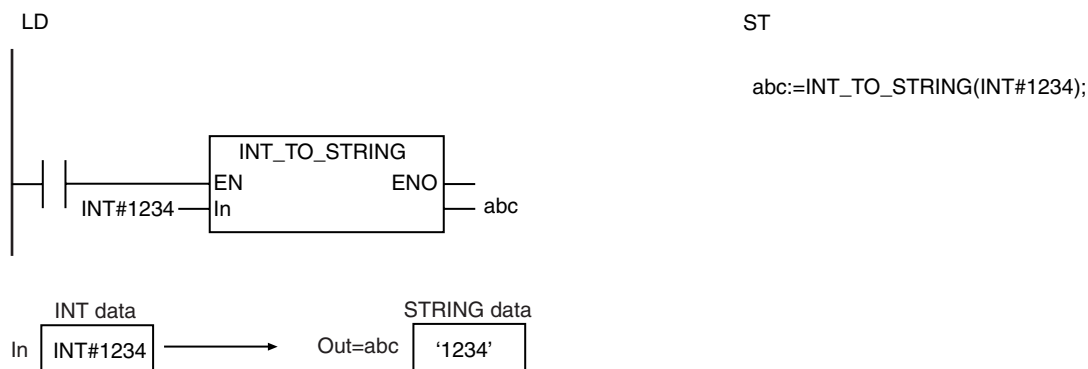 LD
ST
abc:=INT_TO_STRING(INT#1234);
INT_TO_STRING
EN ENO
INT#1234 In abc
INT data STRING data
In INT#1234 Out=abc ‘1234’